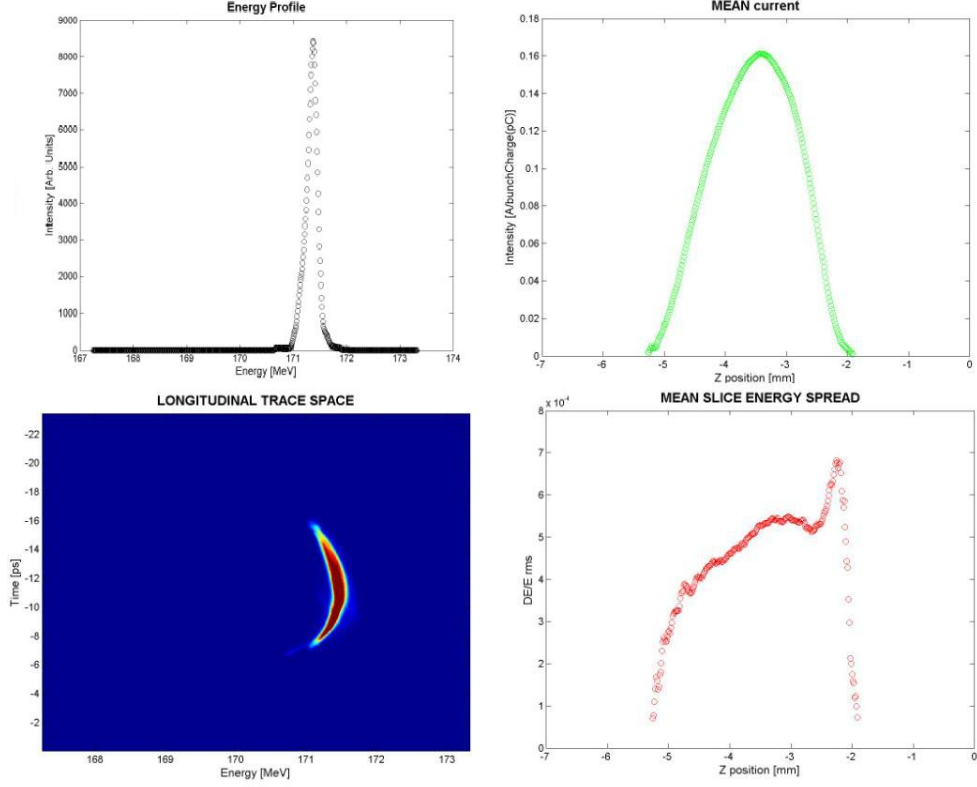 Energy Profile
9000
8000
7000
6000
5000
4000
3000
2000
1000
0
Intensity [Arb. Units]
167 168 169 170 171 172 173 174
Energy [MeV]
MEAN current
0.18
0.16
0.14
0.12
0.1
0.08
0.06
0.04
0.02
0
Intensity [A/bunchCharge(pC)]
-7 -6 -5 -4 -3 -2 -1 0
Z position [mm]
LONGITUDINAL TRACE SPACE
-22
-20
-18
-16
-14
-12
-10
-8
-6
-4
-2
Time [ps]
168 169 170 171 172 173
Energy [MeV]
MEAN SLICE ENERGY SPREAD
x 10-4
8
7
6
5
4
3
2
1
0
DE/E rms
-7 -6 -5 -4 -3 -2 -1 0
Z position [mm]